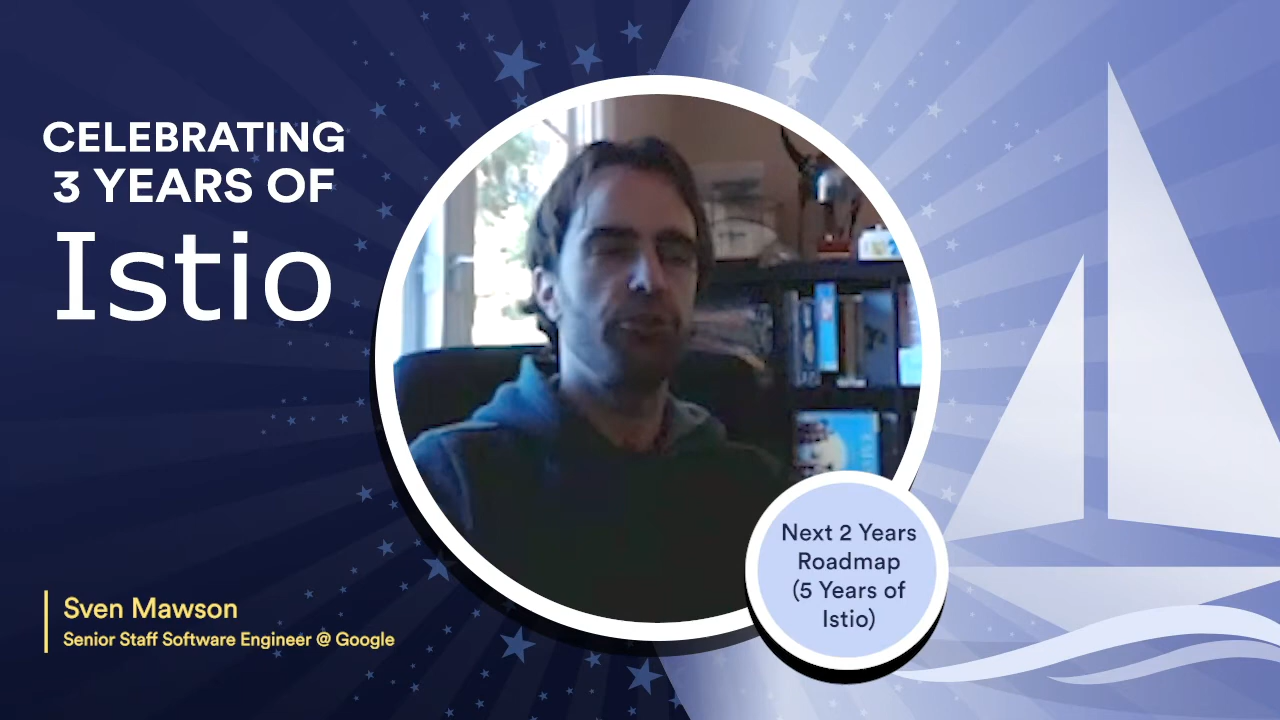 CELEBRATING
3 YEARS OF
Istio
Next 2 Years
Roadmap
(5 Years of
Istio)
Sven Mawson
Senior Staff Software Engineer @ Google